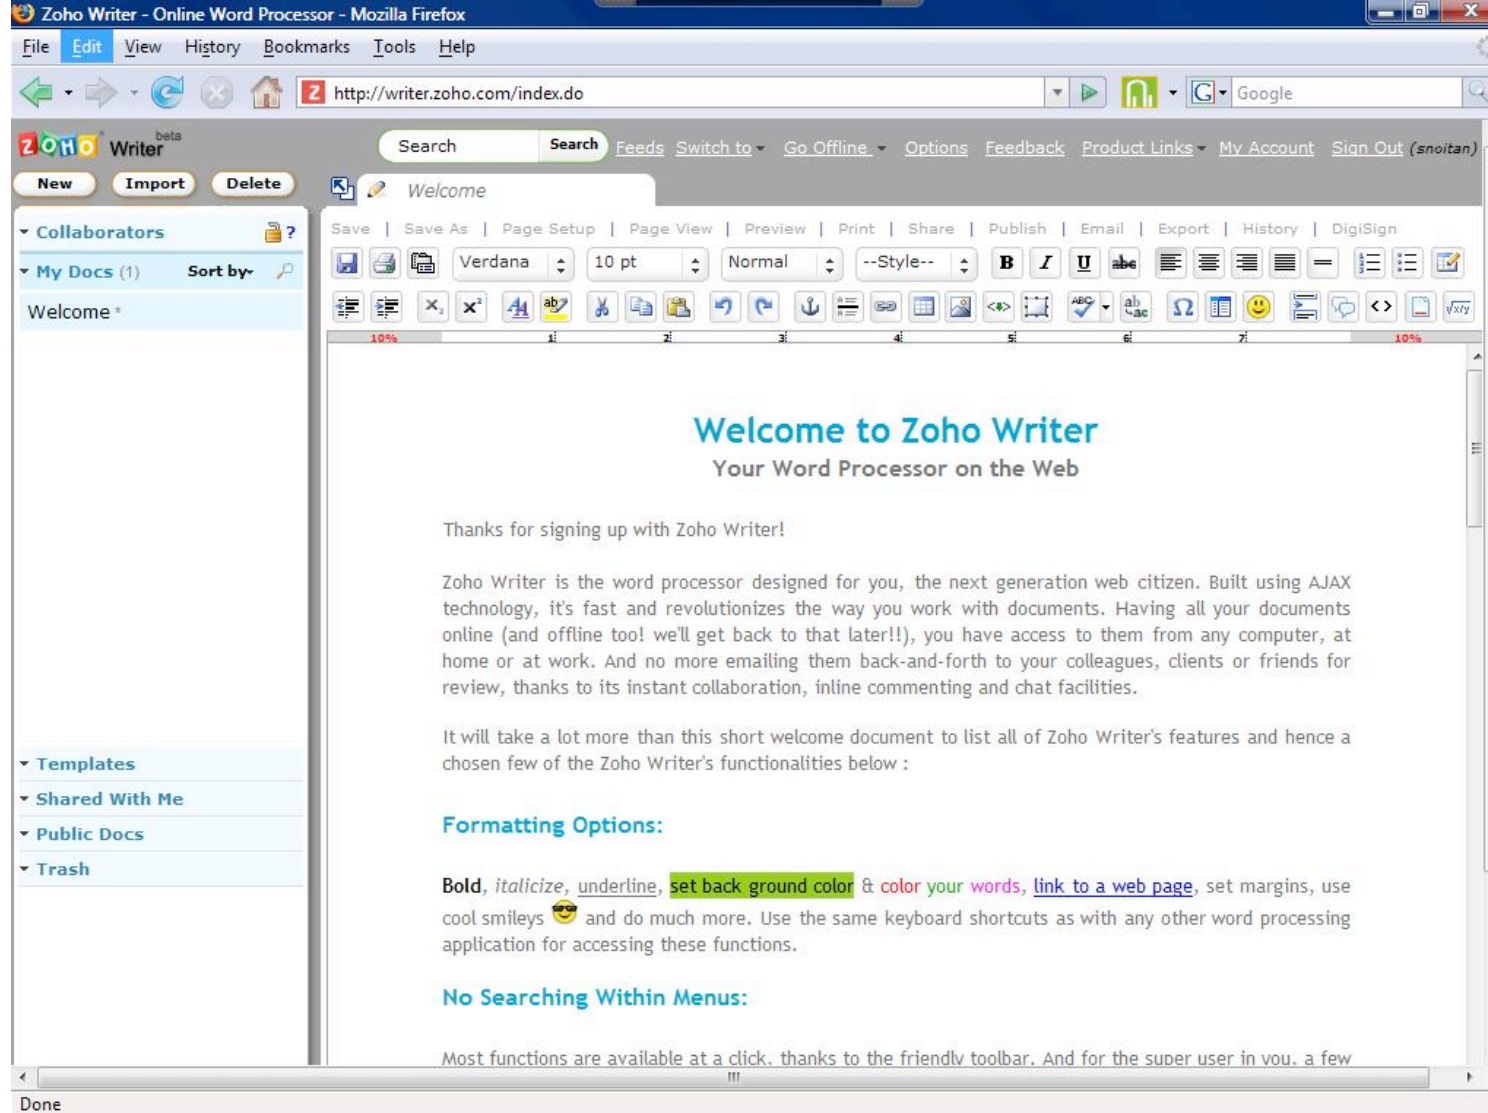 Zoho Writer - Online Word Processor - Mozilla Firefox
File Edit View History Bookmarks Tools Help
http://writer.zoho.com/index.do
G Google
ZOHO Writer beta
Search Search Feeds Switch to Go Offline Options Feedback Product Links My Account Sign Out (snoitan)
New Import Delete
Welcome
Collaborators ?
Save | Save As | Page Setup | Page View | Preview | Print | Share | Publish | Email | Export | History | DigiSign
My Docs (1) Sort by
Verdana 10 pt Normal --Style-- B I U abc
Welcome *
10% 1 2 3 4 5 6 7 10%
Welcome to Zoho Writer
Your Word Processor on the Web
Thanks for signing up with Zoho Writer!
Zoho Writer is the word processor designed for you, the next generation web citizen. Built using AJAX
technology, it's fast and revolutionizes the way you work with documents. Having all your documents
online (and offline too! we'll get back to that later!!), you have access to them from any computer, at
home or at work. And no more emailing them back-and-forth to your colleagues, clients or friends for
review, thanks to its instant collaboration, inline commenting and chat facilities.
It will take a lot more than this short welcome document to list all of Zoho Writer's features and hence a
chosen few of the Zoho Writer's functionalities below :
Templates
Shared With Me
Public Docs
Trash
Formatting Options:
Bold, italicize, underline, set back ground color & color your words, link to a web page, set margins, use
cool smileys and do much more. Use the same keyboard shortcuts as with any other word processing
application for accessing these functions.
No Searching Within Menus:
Most functions are available at a click, thanks to the friendly toolbar. And for the super user in you, a few
Done